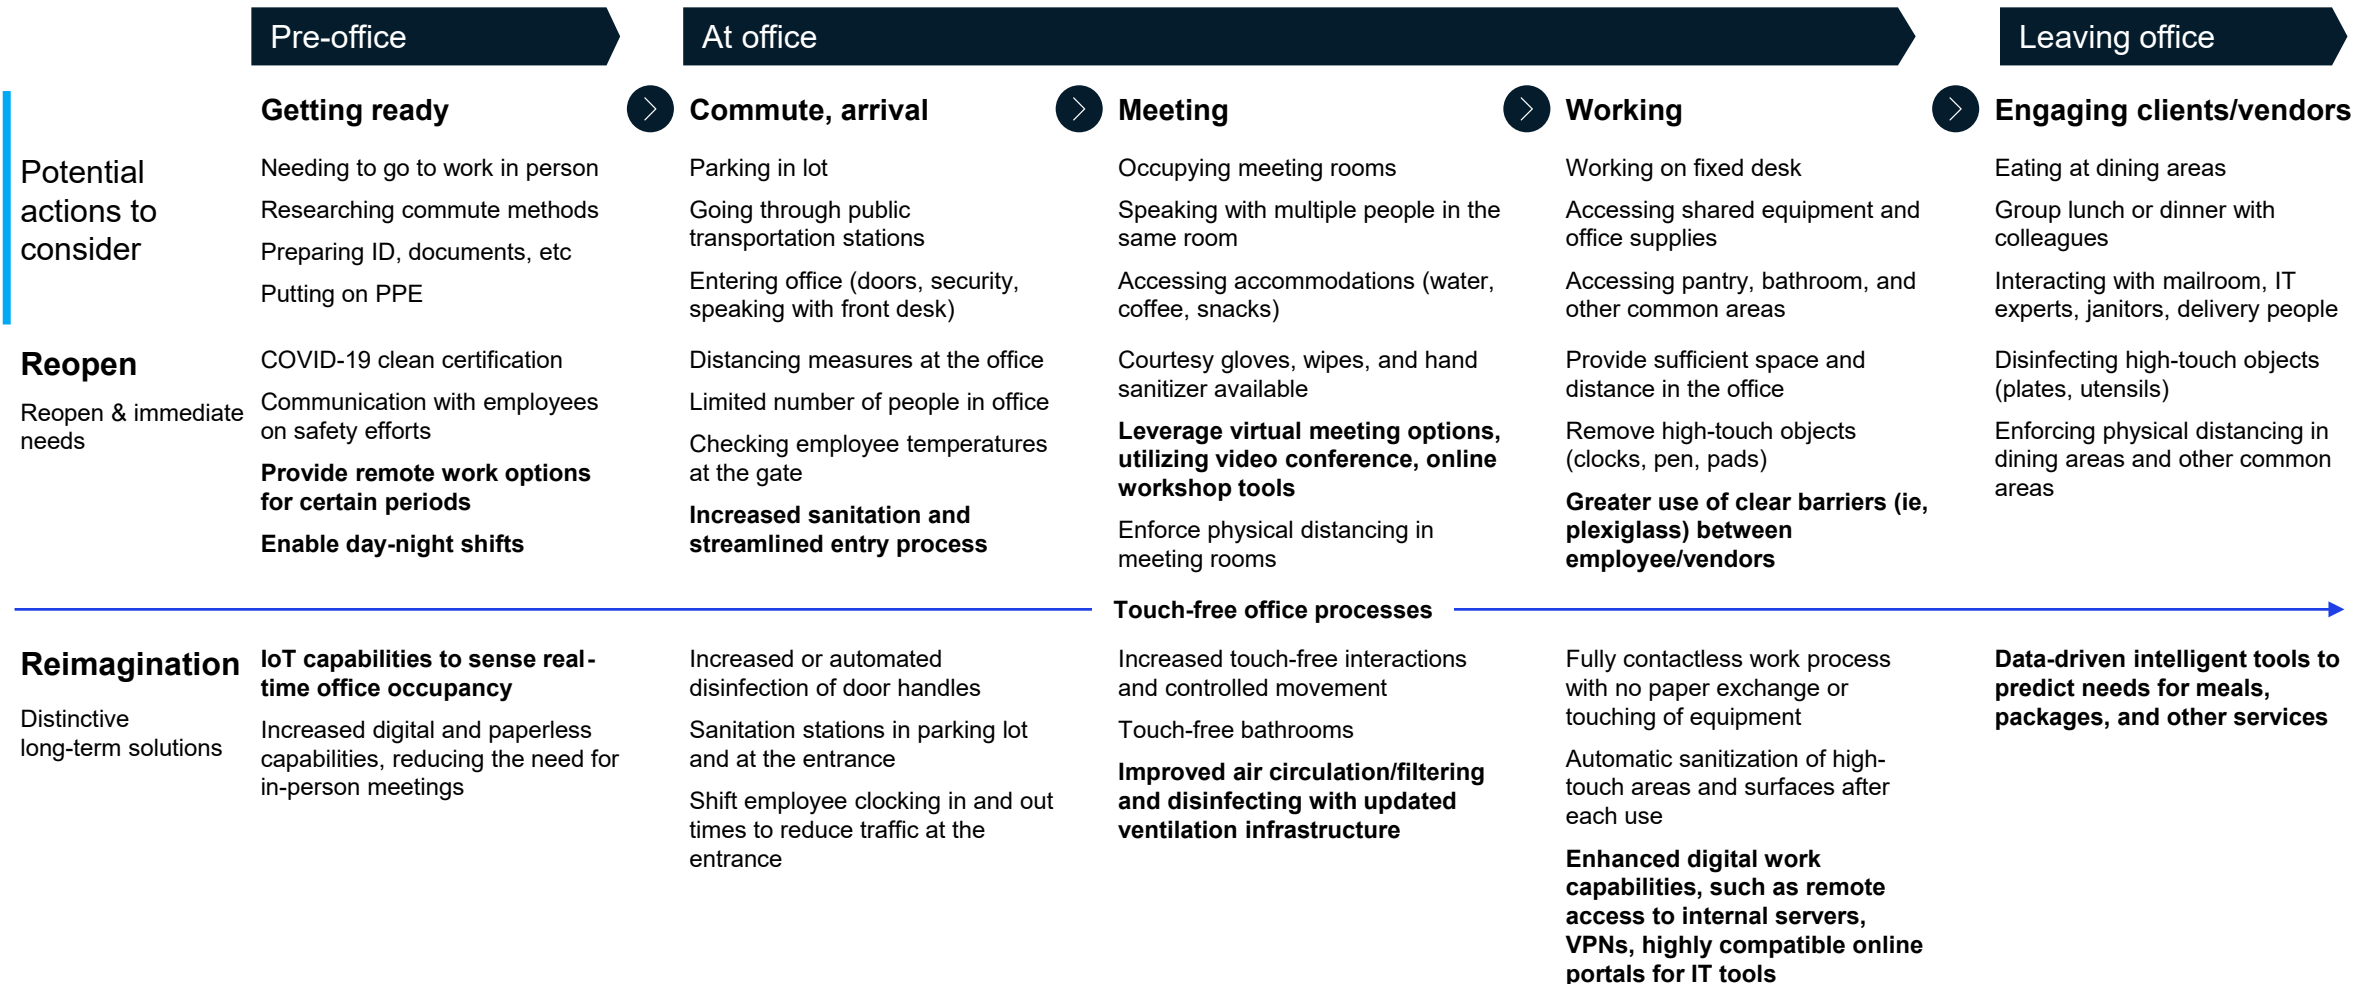 Pre-office
At office
Leaving office
Getting ready
Commute, arrival
Meeting
Working
Engaging clients/vendors
Potential
actions to
consider
Needing to go to work in person
Researching commute methods
Preparing ID, documents, etc
Putting on PPE
Parking in lot
Going through public
transportation stations
Entering office (doors, security,
speaking with front desk)
Occupying meeting rooms
Speaking with multiple people in the
same room
Accessing accommodations (water,
coffee, snacks)
Working on fixed desk
Accessing shared equipment and
office supplies
Accessing pantry, bathroom, and
other common areas
Eating at dining areas
Group lunch or dinner with
colleagues
Interacting with mailroom, IT
experts, janitors, delivery people
Reopen
Reopen & immediate
needs
COVID-19 clean certification
Communication with employees
on safety efforts
Provide remote work options
for certain periods
Enable day-night shifts
Distancing measures at the office
Limited number of people in office
Checking employee temperatures
at the gate
Increased sanitation and
streamlined entry process
Courtesy gloves, wipes, and hand
sanitizer available
Leverage virtual meeting options,
utilizing video conference, online
workshop tools
Enforce physical distancing in
meeting rooms
Provide sufficient space and
distance in the office
Remove high-touch objects
(clocks, pen, pads)
Greater use of clear barriers (ie,
plexiglass) between
employee/vendors
Disinfecting high-touch objects
(plates, utensils)
Enforcing physical distancing in
dining areas and other common
areas
Touch-free office processes
Reimagination
Distinctive
long-term solutions
IoT capabilities to sense real-
time office occupancy
Increased digital and paperless
capabilities, reducing the need for
in-person meetings
Increased or automated
disinfection of door handles
Sanitation stations in parking lot
and at the entrance
Shift employee clocking in and out
times to reduce traffic at the
entrance
Increased touch-free interactions
and controlled movement
Touch-free bathrooms
Improved air circulation/filtering
and disinfecting with updated
ventilation infrastructure
Fully contactless work process
with no paper exchange or
touching of equipment
Automatic sanitization of high-
touch areas and surfaces after
each use
Enhanced digital work
capabilities, such as remote
access to internal servers,
VPNs, highly compatible online
portals for IT tools
Data-driven intelligent tools to
predict needs for meals,
packages, and other services